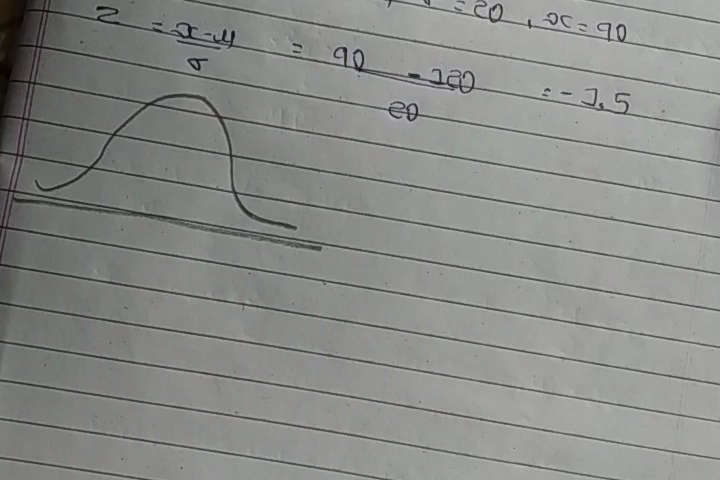 σ = 20, x = 90
z = x-μ/σ = 90 - 120/20 = -1.5